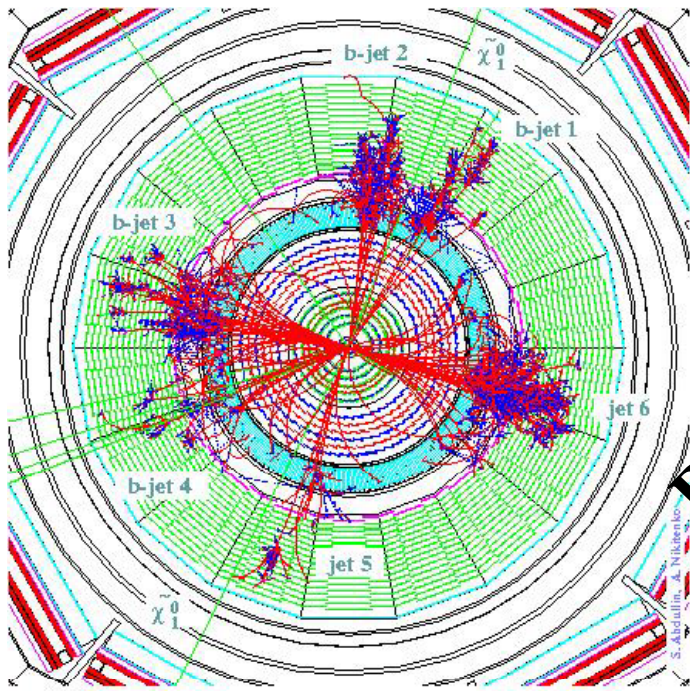 b-jet 2
χ̃⁰₁
b-jet 1
b-jet 3
jet 6
b-jet 4
jet 5
χ̃⁰₁
S. Abdullin, A. Nikitenko